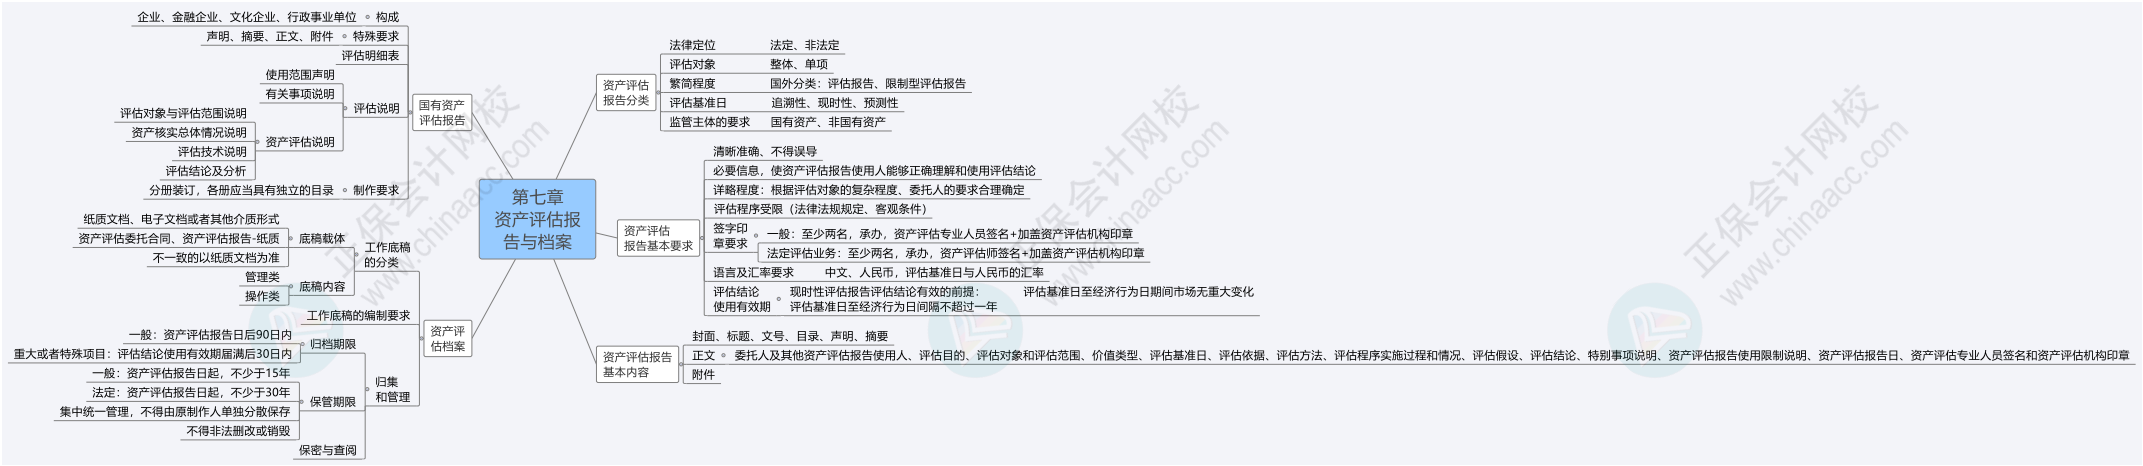 第七章
资产评估报
告与档案
资产评估
报告分类
法律定位 法定、非法定
评估对象 整体、单项
繁简程度 国外分类：评估报告、限制型评估报告
评估基准日 追溯性、现时性、预测性
监管主体的要求 国有资产、非国有资产
资产评估
报告基本要求
清晰准确、不得误导
必要信息，使资产评估报告使用人能够正确理解和使用评估结论
详略程度：根据评估对象的复杂程度、委托人的要求合理确定
评估程序受限（法律法规规定、客观条件）
签字印
章要求
一般：至少两名，承办，资产评估专业人员签名+加盖资产评估机构印章
法定评估业务：至少两名，承办，资产评估师签名+加盖资产评估机构印章
语言及汇率要求 中文、人民币，评估基准日与人民币的汇率
评估结论
使用有效期
现时性评估报告评估结论有效的前提： 评估基准日至经济行为日期间市场无重大变化
评估基准日至经济行为日间隔不超过一年
资产评估报告
基本内容
封面、标题、文号、目录、声明、摘要
正文 委托人及其他资产评估报告使用人、评估目的、评估对象和评估范围、价值类型、评估基准日、评估依据、评估方法、评估程序实施过程和情况、评估假设、评估结论、特别事项说明、资产评估报告使用限制说明、资产评估报告日、资产评估专业人员签名和资产评估机构印章
附件
国有资产
评估报告
企业、金融企业、文化企业、行政事业单位 构成
声明、摘要、正文、附件 特殊要求
评估明细表
评估说明
使用范围声明
有关事项说明
资产评估说明
评估对象与评估范围说明
资产核实总体情况说明
评估技术说明
评估结论及分析
分册装订，各册应当具有独立的目录 制作要求
资产评
估档案
工作底稿
的分类
底稿载体
纸质文档、电子文档或者其他介质形式
资产评估委托合同、资产评估报告-纸质
不一致的以纸质文档为准
底稿内容
管理类
操作类
工作底稿的编制要求
归集
和管理
归档期限
一般：资产评估报告日后90日内
重大或者特殊项目：评估结论使用有效期届满后30日内
保管期限
一般：资产评估报告日起，不少于15年
法定：资产评估报告日起，不少于30年
集中统一管理，不得由原制作人单独分散保存
不得非法删改或销毁
保密与查阅
正保会计网校
www.chinaacc.com
正保会计网校
www.chinaacc.com
正保会计网校
www.chinaacc.com